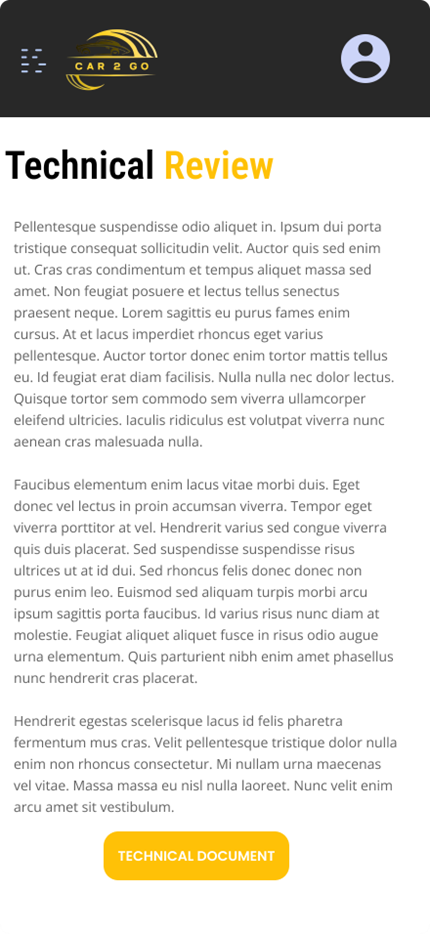 CAR 2 GO
Technical Review
Pellentesque suspendisse odio aliquet in. Ipsum dui porta
tristique consequat sollicitudin velit. Auctor quis sed enim
ut. Cras cras condimentum et tempus aliquet massa sed
amet. Non feugiat posuere et lectus tellus senectus
praesent neque. Lorem sagittis eu purus fames enim
cursus. At et lacus imperdiet rhoncus eget varius
pellentesque. Auctor tortor donec enim tortor mattis tellus
eu. Id feugiat erat diam facilisis. Nulla nulla nec dolor lectus.
Quisque tortor sem commodo sem viverra ullamcorper
eleifend ultricies. Iaculis ridiculus est volutpat viverra nunc
aenean cras malesuada nulla.
Faucibus elementum enim lacus vitae morbi duis. Eget
donec vel lectus in proin accumsan viverra. Tempor eget
viverra porttitor at vel. Hendrerit varius sed congue viverra
quis duis placerat. Sed suspendisse suspendisse risus
ultrices ut at id dui. Sed rhoncus felis donec donec non
purus enim leo. Euismod sed aliquam turpis morbi arcu
ipsum sagittis porta faucibus. Id varius risus nunc diam at
molestie. Feugiat aliquet aliquet fusce in risus odio augue
urna elementum. Quis parturient nibh enim amet phasellus
nunc hendrerit cras placerat.
Hendrerit egestas scelerisque lacus id felis pharetra
fermentum mus cras. Velit pellentesque tristique dolor nulla
enim non rhoncus consectetur. Mi nullam urna maecenas
vel vitae. Massa massa eu nisl nulla laoreet. Nunc velit enim
arcu amet sit vestibulum.
TECHNICAL DOCUMENT